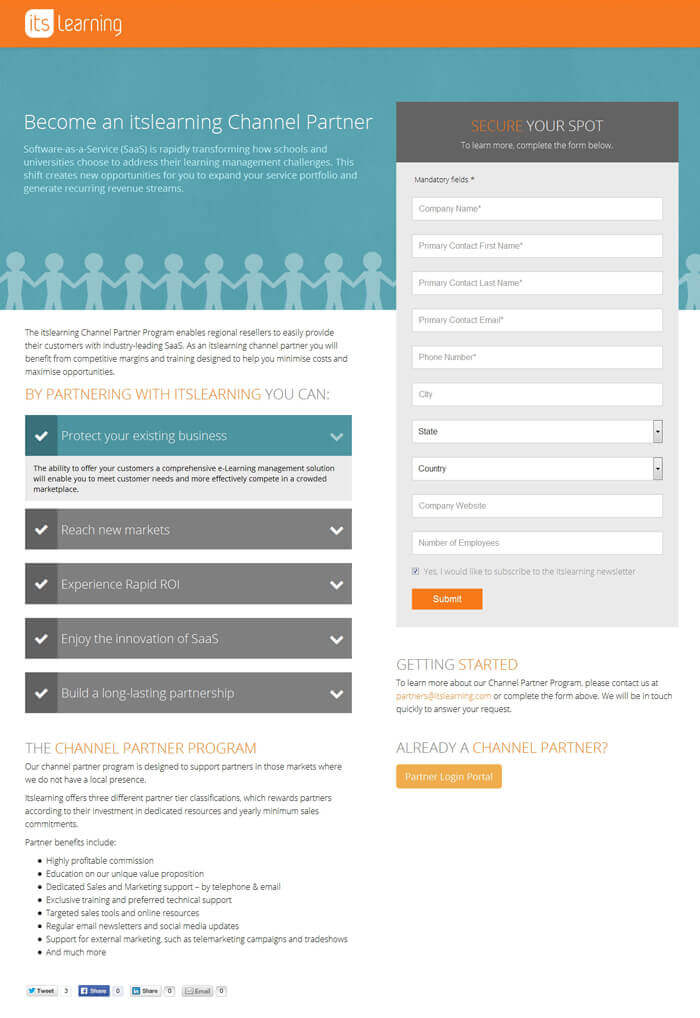 its learning
Become an itslearning Channel Partner
Software-as-a-Service (SaaS) is rapidly transforming how schools and
universities choose to address their learning management challenges. This
shift creates new opportunities for you to expand your service portfolio and
generate recurring revenue streams.
The itslearning Channel Partner Program enables regional resellers to easily provide
their customers with industry-leading SaaS. As an itslearning channel partner you will
benefit from competitive margins and training designed to help you minimise costs and
maximise opportunities.
BY PARTNERING WITH ITSLEARNING YOU CAN:
Protect your existing business
The ability to offer your customers a comprehensive e-Learning management solution
will enable you to meet customer needs and more effectively compete in a crowded
marketplace.
Reach new markets
Experience Rapid ROI
Enjoy the innovation of SaaS
Build a long-lasting partnership
THE CHANNEL PARTNER PROGRAM
Our channel partner program is designed to support partners in those markets where
we do not have a local presence.
Itslearning offers three different partner tier classifications, which rewards partners
according to their investment in dedicated resources and yearly minimum sales
commitments.
Partner benefits include:
Highly profitable commission
Education on our unique value proposition
Dedicated Sales and Marketing support – by telephone & email
Exclusive training and preferred technical support
Targeted sales tools and online resources
Regular email newsletters and social media updates
Support for external marketing, such as telemarketing campaigns and tradeshows
And much more
Tweet 3 Share 0 Share 0 Email 0
SECURE YOUR SPOT
To learn more, complete the form below.
Mandatory fields *
Company Name*
Primary Contact First Name*
Primary Contact Last Name*
Primary Contact Email*
Phone Number*
City
State
Country
Company Website
Number of Employees
Yes, I would like to subscribe to the itslearning newsletter
Submit
GETTING STARTED
To learn more about our Channel Partner Program, please contact us at
partners@itslearning.com or complete the form above. We will be in touch
quickly to answer your request.
ALREADY A CHANNEL PARTNER?
Partner Login Portal